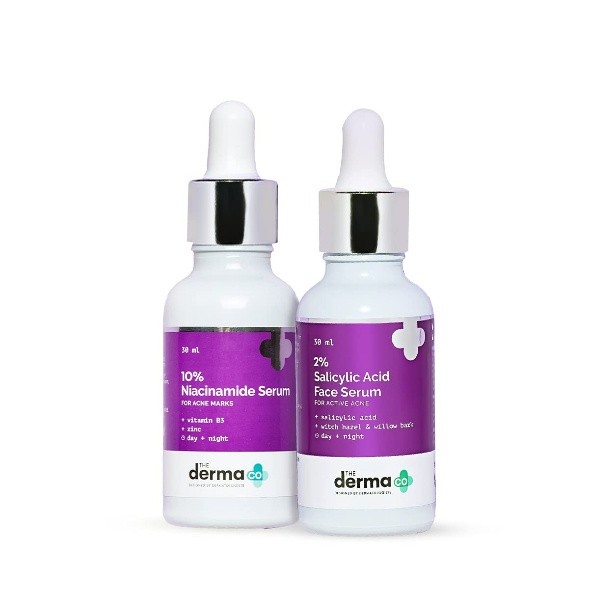 30 ml
10%
Niacinamide Serum
FOR ACNE MARKS
+ vitamin B3
+ zinc
day + night
THE
derma co
30 ml
2%
Salicylic Acid
Face Serum
FOR ACTIVE ACNE
+ salicylic acid
+ witch hazel & willow bark
day + night
THE
derma co